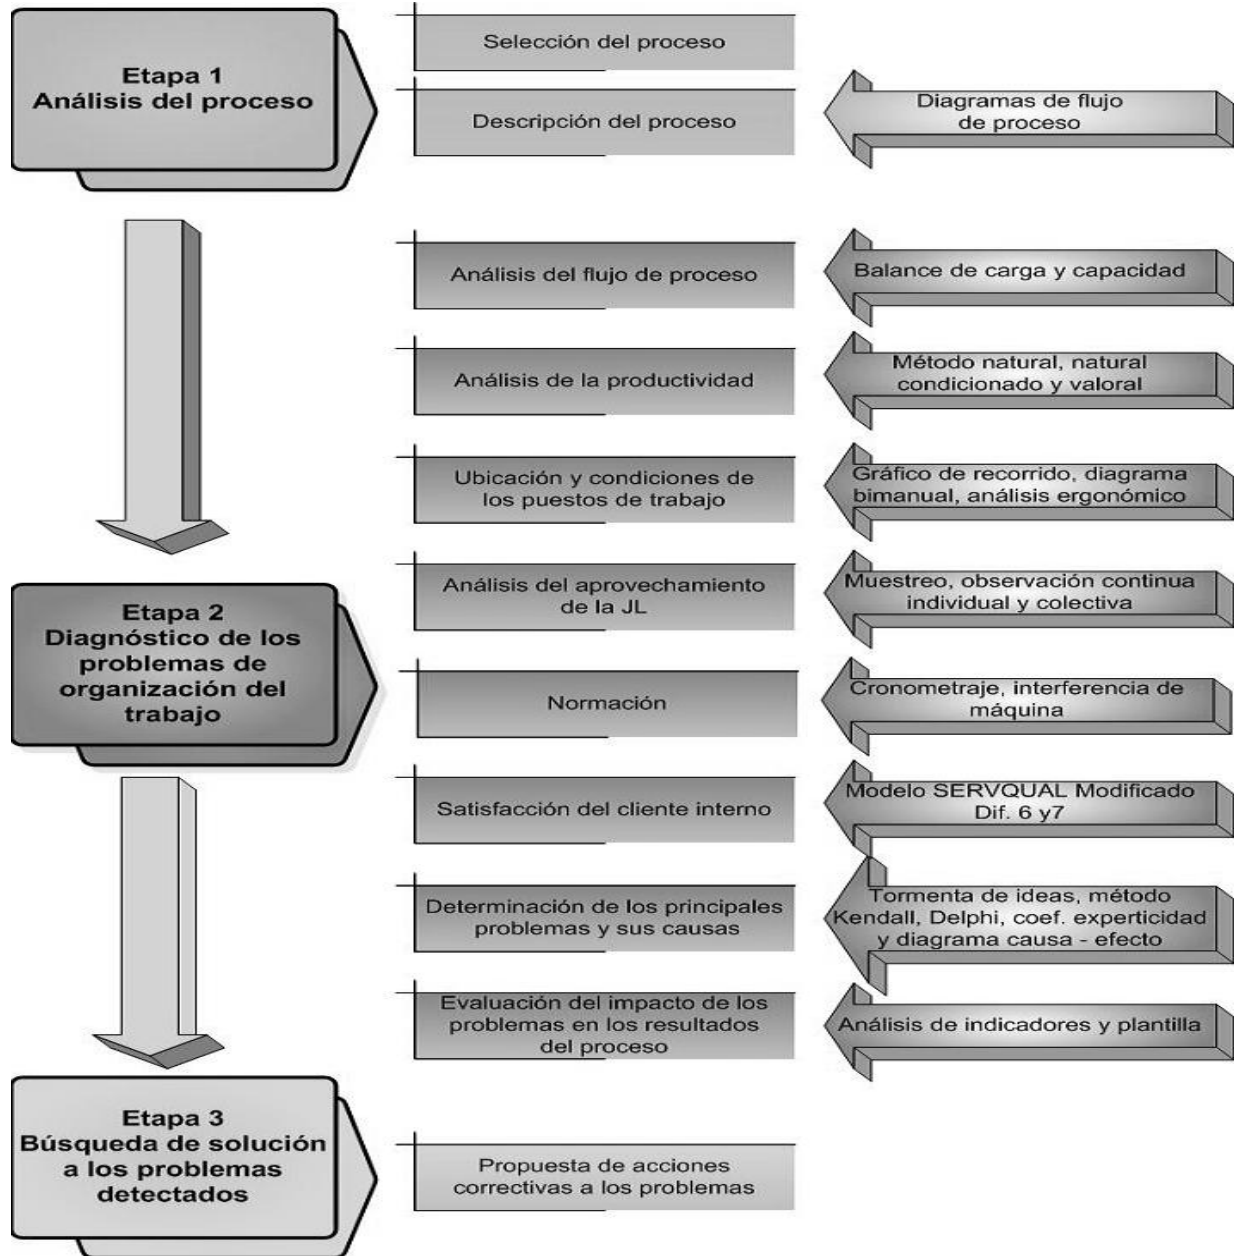 Etapa 1
Análisis del proceso
Selección del proceso
Descripción del proceso
Diagramas de flujo
de proceso
Análisis del flujo de proceso
Balance de carga y capacidad
Análisis de la productividad
Método natural, natural
condicionado y valoral
Ubicación y condiciones de
los puestos de trabajo
Gráfico de recorrido, diagrama
bimanual, análisis ergonómico
Etapa 2
Diagnóstico de los
problemas de
organización del
trabajo
Análisis del aprovechamiento
de la JL
Muestreo, observación continua
individual y colectiva
Normación
Cronometraje, interferencia de
máquina
Satisfacción del cliente interno
Modelo SERVQUAL Modificado
Dif. 6 y7
Determinación de los principales
problemas y sus causas
Tormenta de ideas, método
Kendall, Delphi, coef. experticidad
y diagrama causa - efecto
Evaluación del impacto de los
problemas en los resultados
del proceso
Análisis de indicadores y plantilla
Etapa 3
Búsqueda de solución
a los problemas
detectados
Propuesta de acciones
correctivas a los problemas